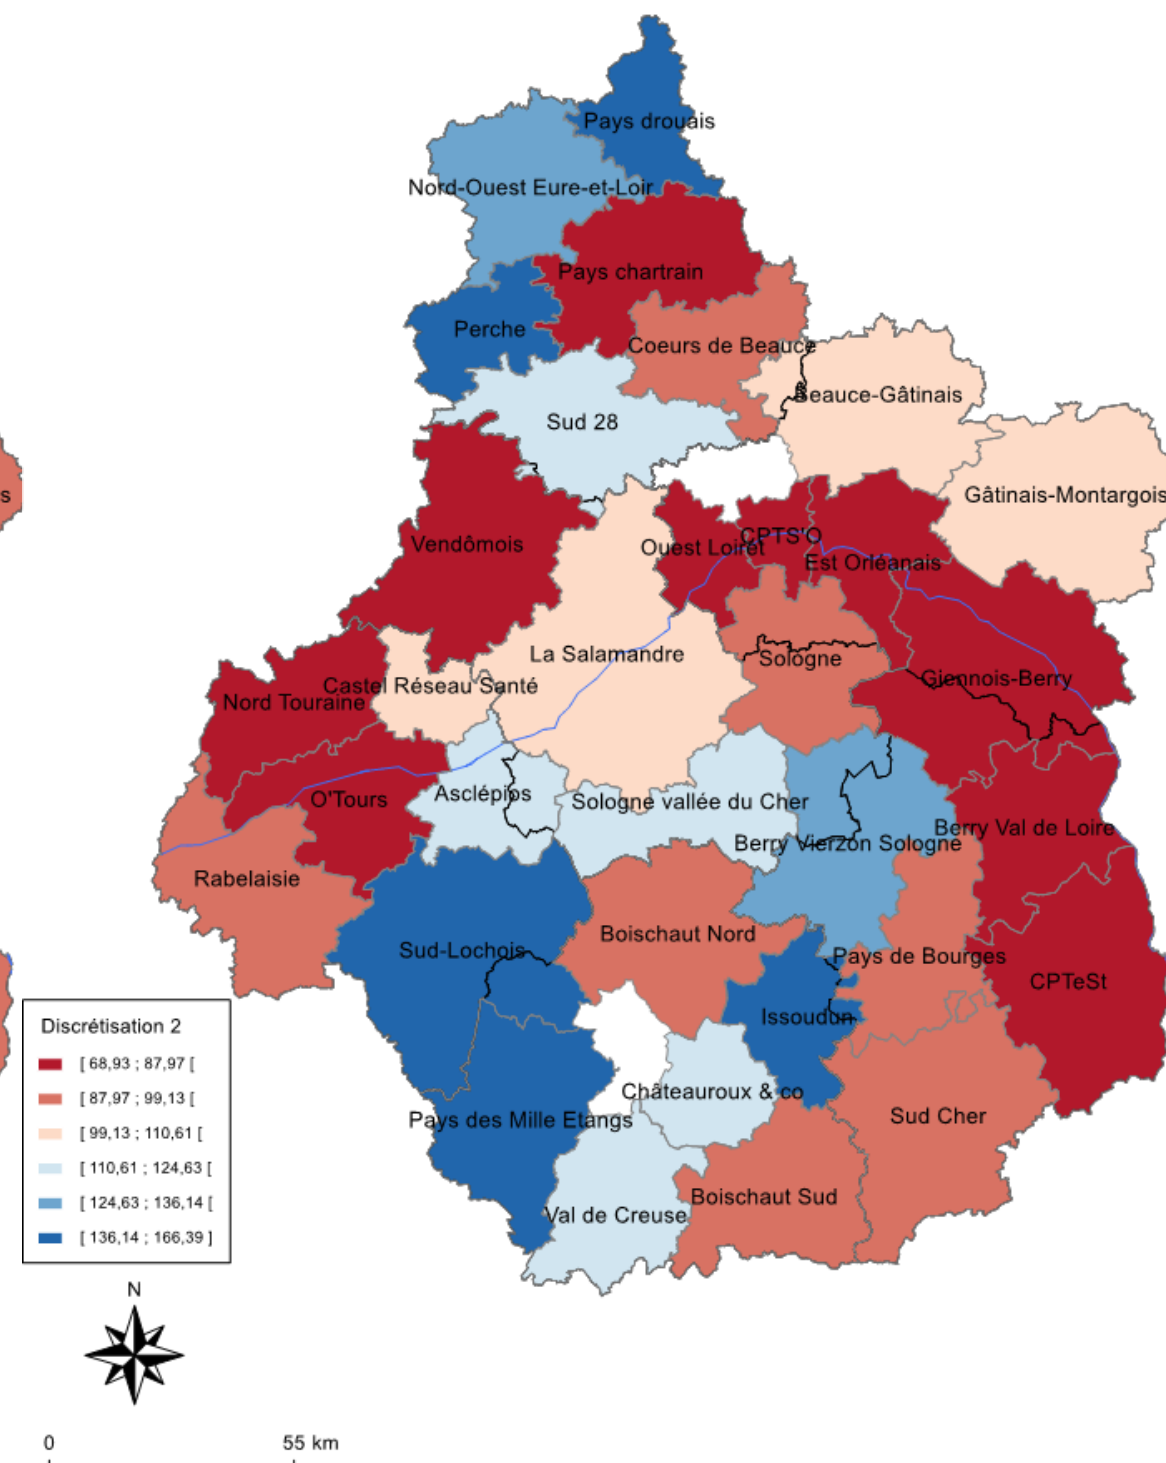 Pays drouais
Nord-Ouest Eure-et-Loir
Pays chartrain
Perche
Coeurs de Beauce
Beauce-Gâtinais
Sud 28
s
Gâtinais-Montargois
CPTS'O
Vendômois
Ouest Loiret
Est Orléanais
La Salamandre
Sologne
Giennois-Berry
Castel Réseau Santé
Nord Touraine
Asclépios
O'Tours
Sologne vallée du Cher
Berry Val de Loire
Berry Vierzon Sologne
Rabelaisie
Boischaut Nord
Sud-Lochois
Pays de Bourges
CPTeSt
Issoudun
Châteauroux & co
Pays des Mille Etangs
Sud Cher
Boischaut Sud
Val de Creuse
Discrétisation 2
[ 68,93 ; 87,97 [
[ 87,97 ; 99,13 [
[ 99,13 ; 110,61 [
[ 110,61 ; 124,63 [
[ 124,63 ; 136,14 [
[ 136,14 ; 166,39 ]
N
0 55 km